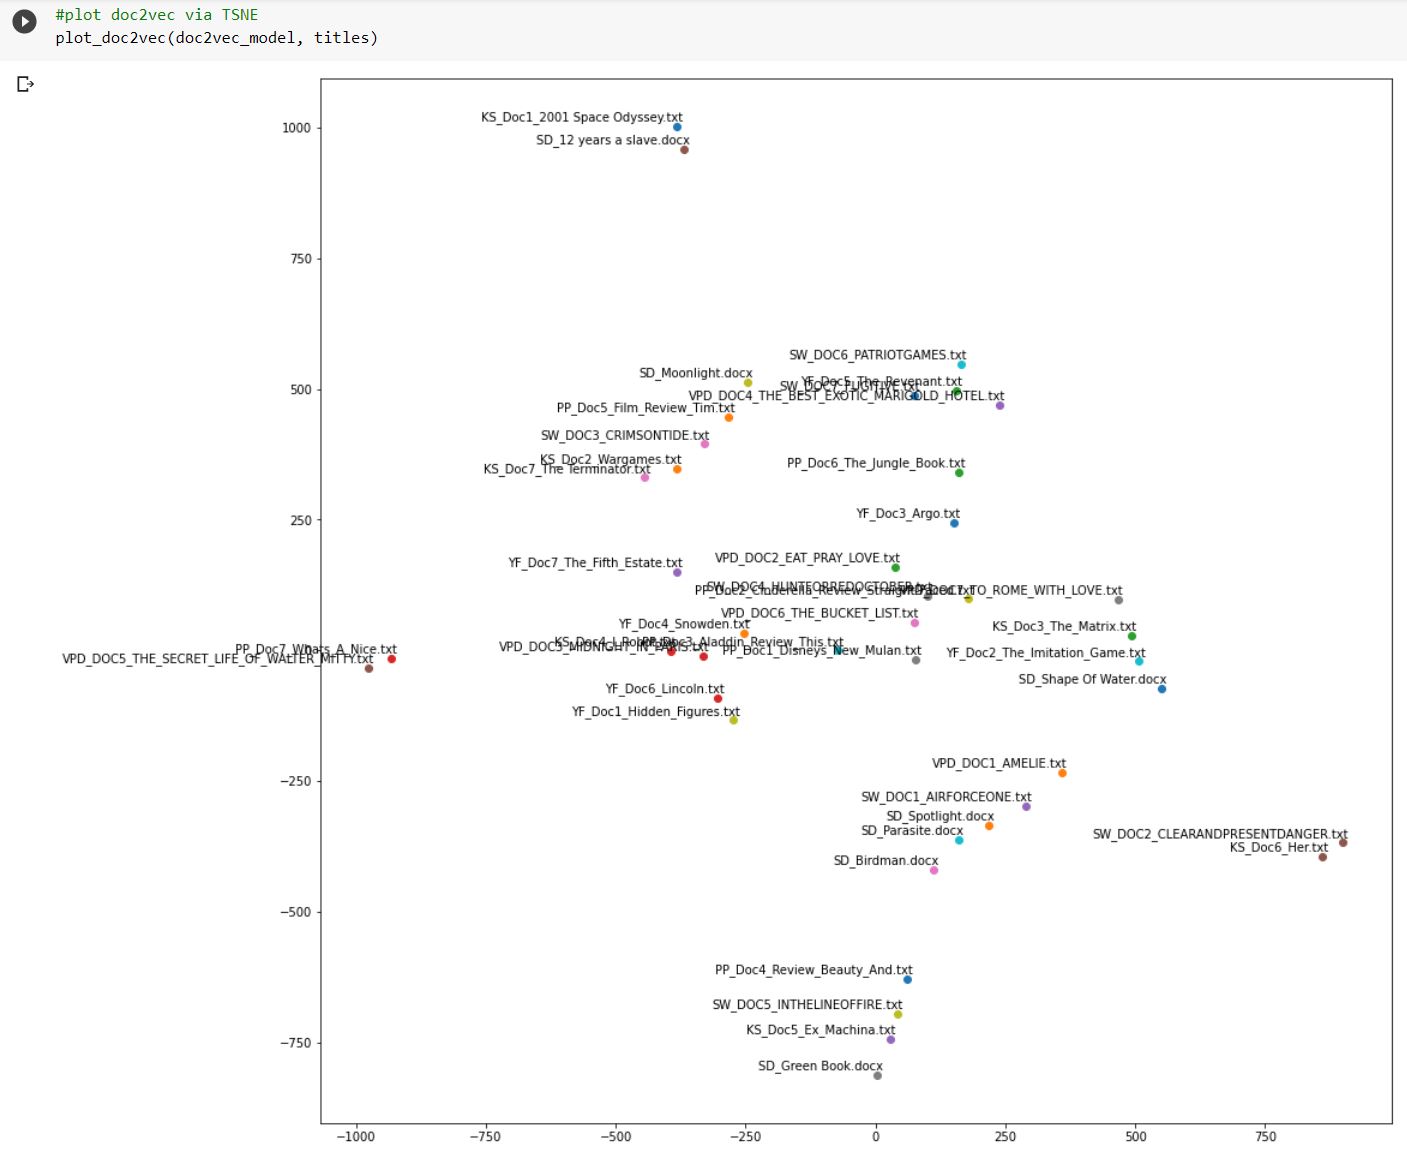 #plot doc2vec via TSNE
plot_doc2vec(doc2vec_model, titles)
KS_Doc1_2001 Space Odyssey.txt
1000
SD_12 years a slave.docx
750
SW_DOC6_PATRIOTGAMES.txt
SD_Moonlight.docx
YF_Doc5_The_Revenant.txt
SW_DOC7_FUGITIVE.txt
500
VPD_DOC4_THE_BEST_EXOTIC_MARIGOLD_HOTEL.txt
PP_Doc5_Film_Review_Tim.txt
SW_DOC3_CRIMSONTIDE.txt
KS_Doc2_Wargames.txt
PP_Doc6_The_Jungle_Book.txt
KS_Doc7_The Terminator.txt
250
YF_Doc3_Argo.txt
VPD_DOC2_EAT_PRAY_LOVE.txt
YF_Doc7_The_Fifth_Estate.txt
SW_DOC4_HUNTFORREDOCTOBER.txt
PP_Doc2_Cinderella_Review_Straight
VPD_DOC7_TO_ROME_WITH_LOVE.txt
VPD_DOC6_THE_BUCKET_LIST.txt
YF_Doc4_Snowden.txt
KS_Doc3_The_Matrix.txt
KS_Doc4_I_Robot.txt
PP_Doc3_Aladdin_Review_This.txt
VPD_DOC3_MIDNIGHT_IN_PARIS.txt
PP_Doc1_Disneys_New_Mulan.txt
YF_Doc2_The_Imitation_Game.txt
PP_Doc7_Whats_A_Nice.txt
0
VPD_DOC5_THE_SECRET_LIFE_OF_WALTER_MITTY.txt
SD_Shape Of Water.docx
YF_Doc6_Lincoln.txt
YF_Doc1_Hidden_Figures.txt
VPD_DOC1_AMELIE.txt
−250
SW_DOC1_AIRFORCEONE.txt
SD_Spotlight.docx
SD_Parasite.docx
SW_DOC2_CLEARANDPRESENTDANGER.txt
KS_Doc6_Her.txt
SD_Birdman.docx
−500
PP_Doc4_Review_Beauty_And.txt
SW_DOC5_INTHELINEOFFIRE.txt
KS_Doc5_Ex_Machina.txt
−750
SD_Green Book.docx
−1000 −750 −500 −250 0 250 500 750